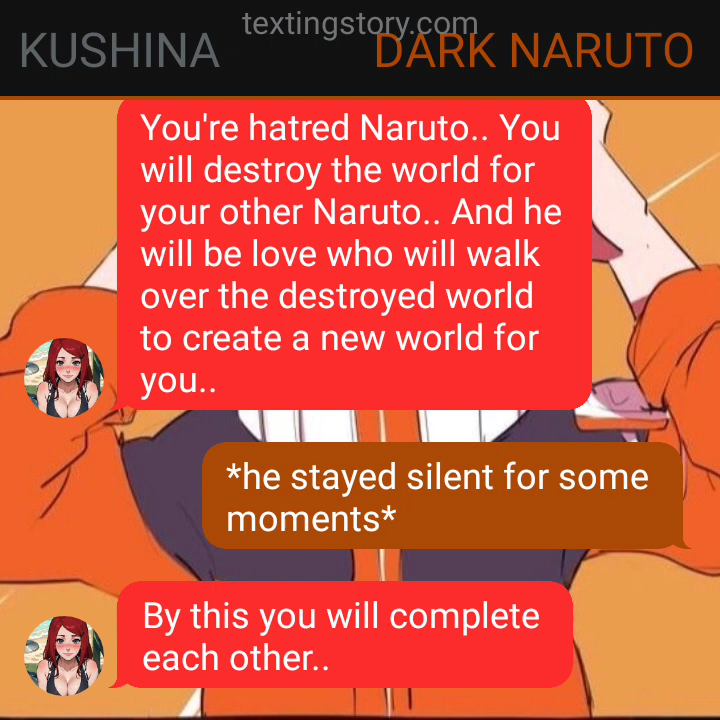 textingstory.com
KUSHINA DARK NARUTO
You're hatred Naruto.. You
will destroy the world for
your other Naruto.. And he
will be love who will walk
over the destroyed world
to create a new world for
you..
*he stayed silent for some
moments*
By this you will complete
each other..